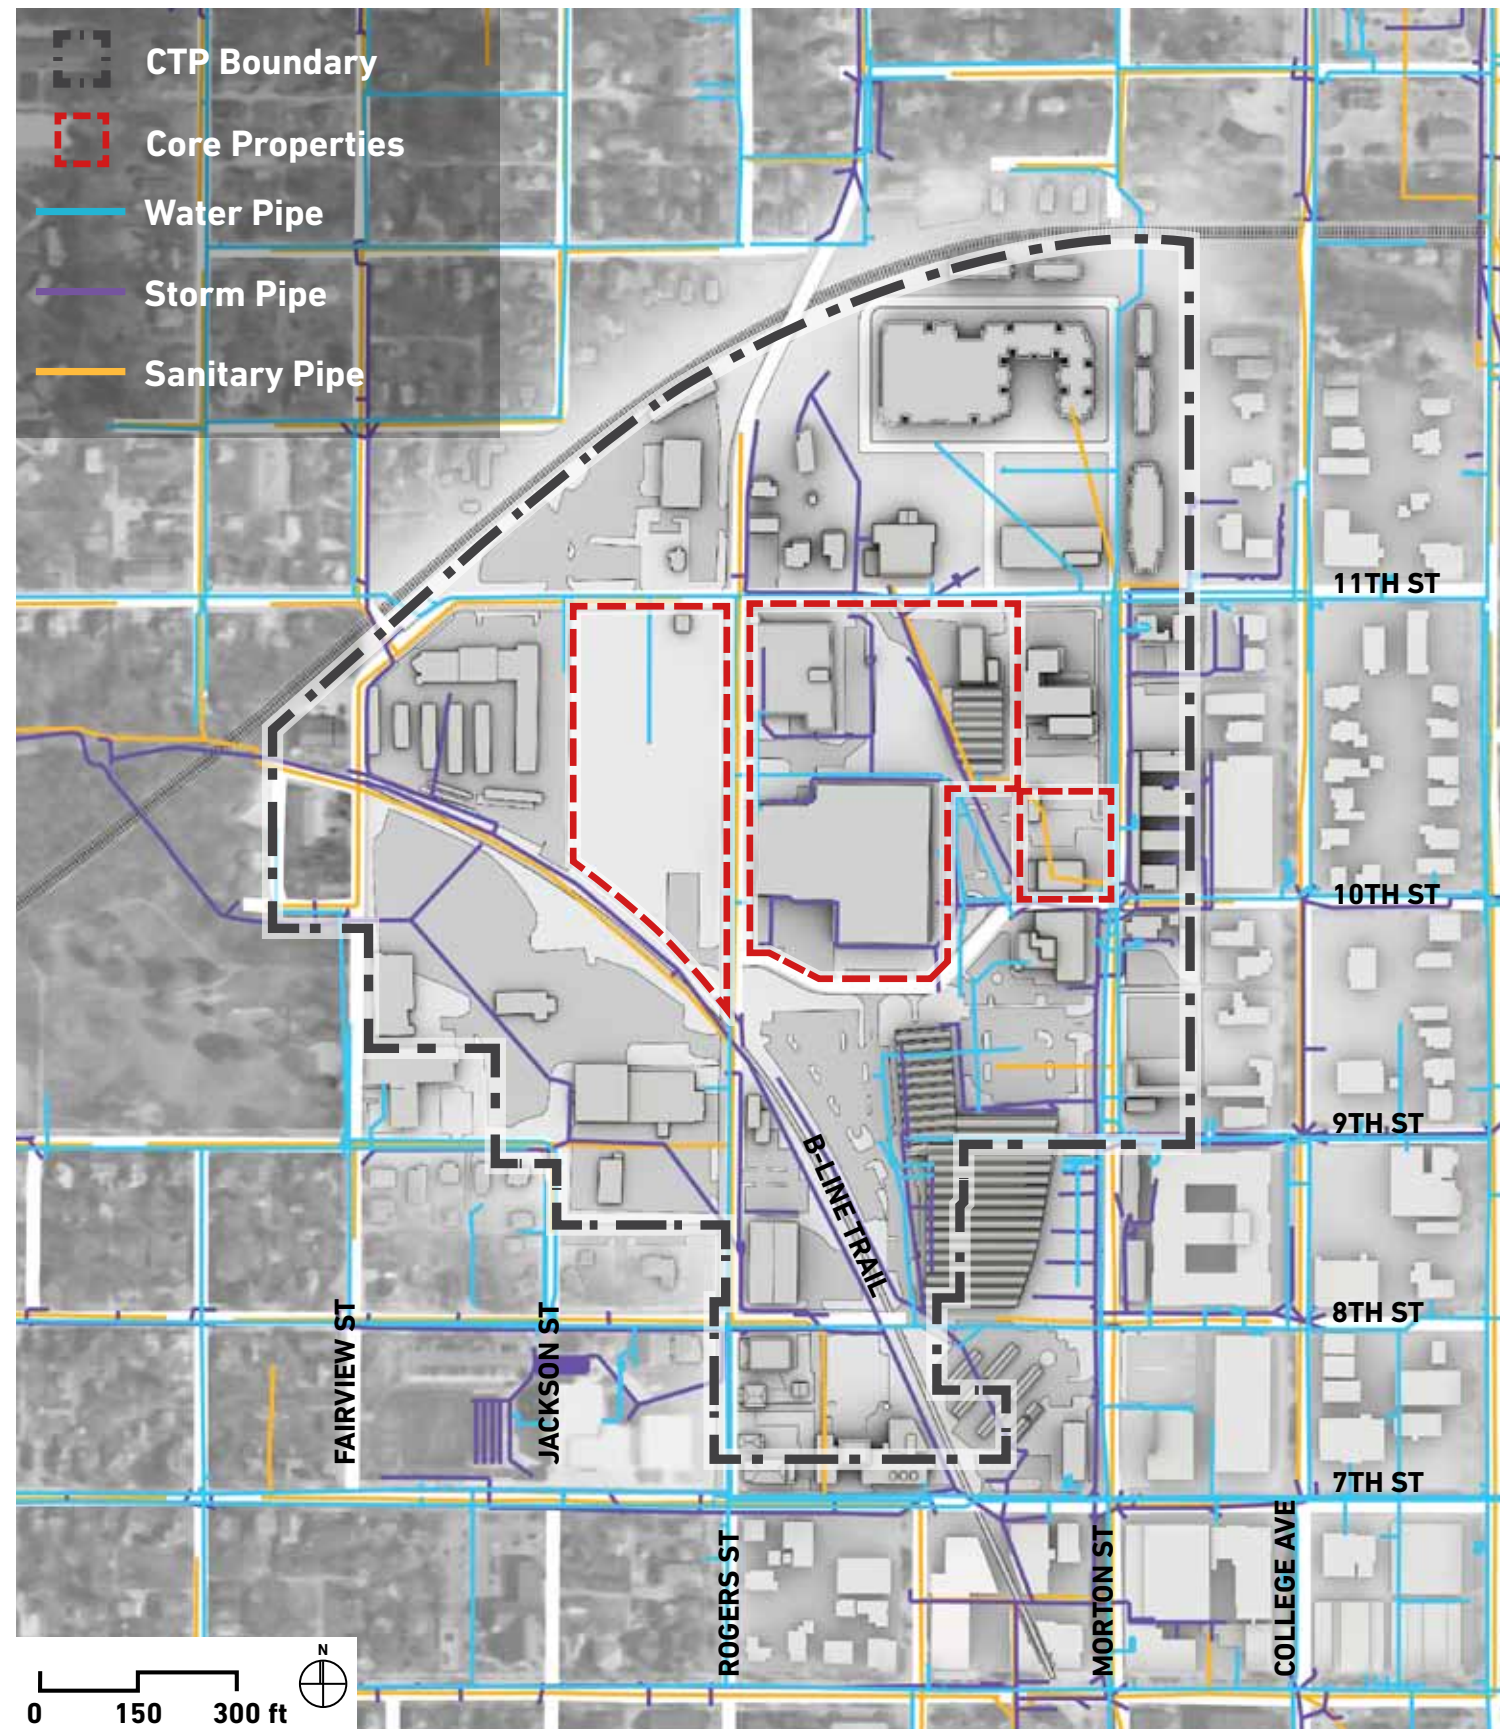 CTP Boundary
Core Properties
Water Pipe
Storm Pipe
Sanitary Pipe
11TH ST
10TH ST
9TH ST
B-LINE TRAIL
8TH ST
FAIRVIEW ST
JACKSON ST
7TH ST
ROGERS ST
MORTON ST
COLLEGE AVE
N
0 150 300 ft